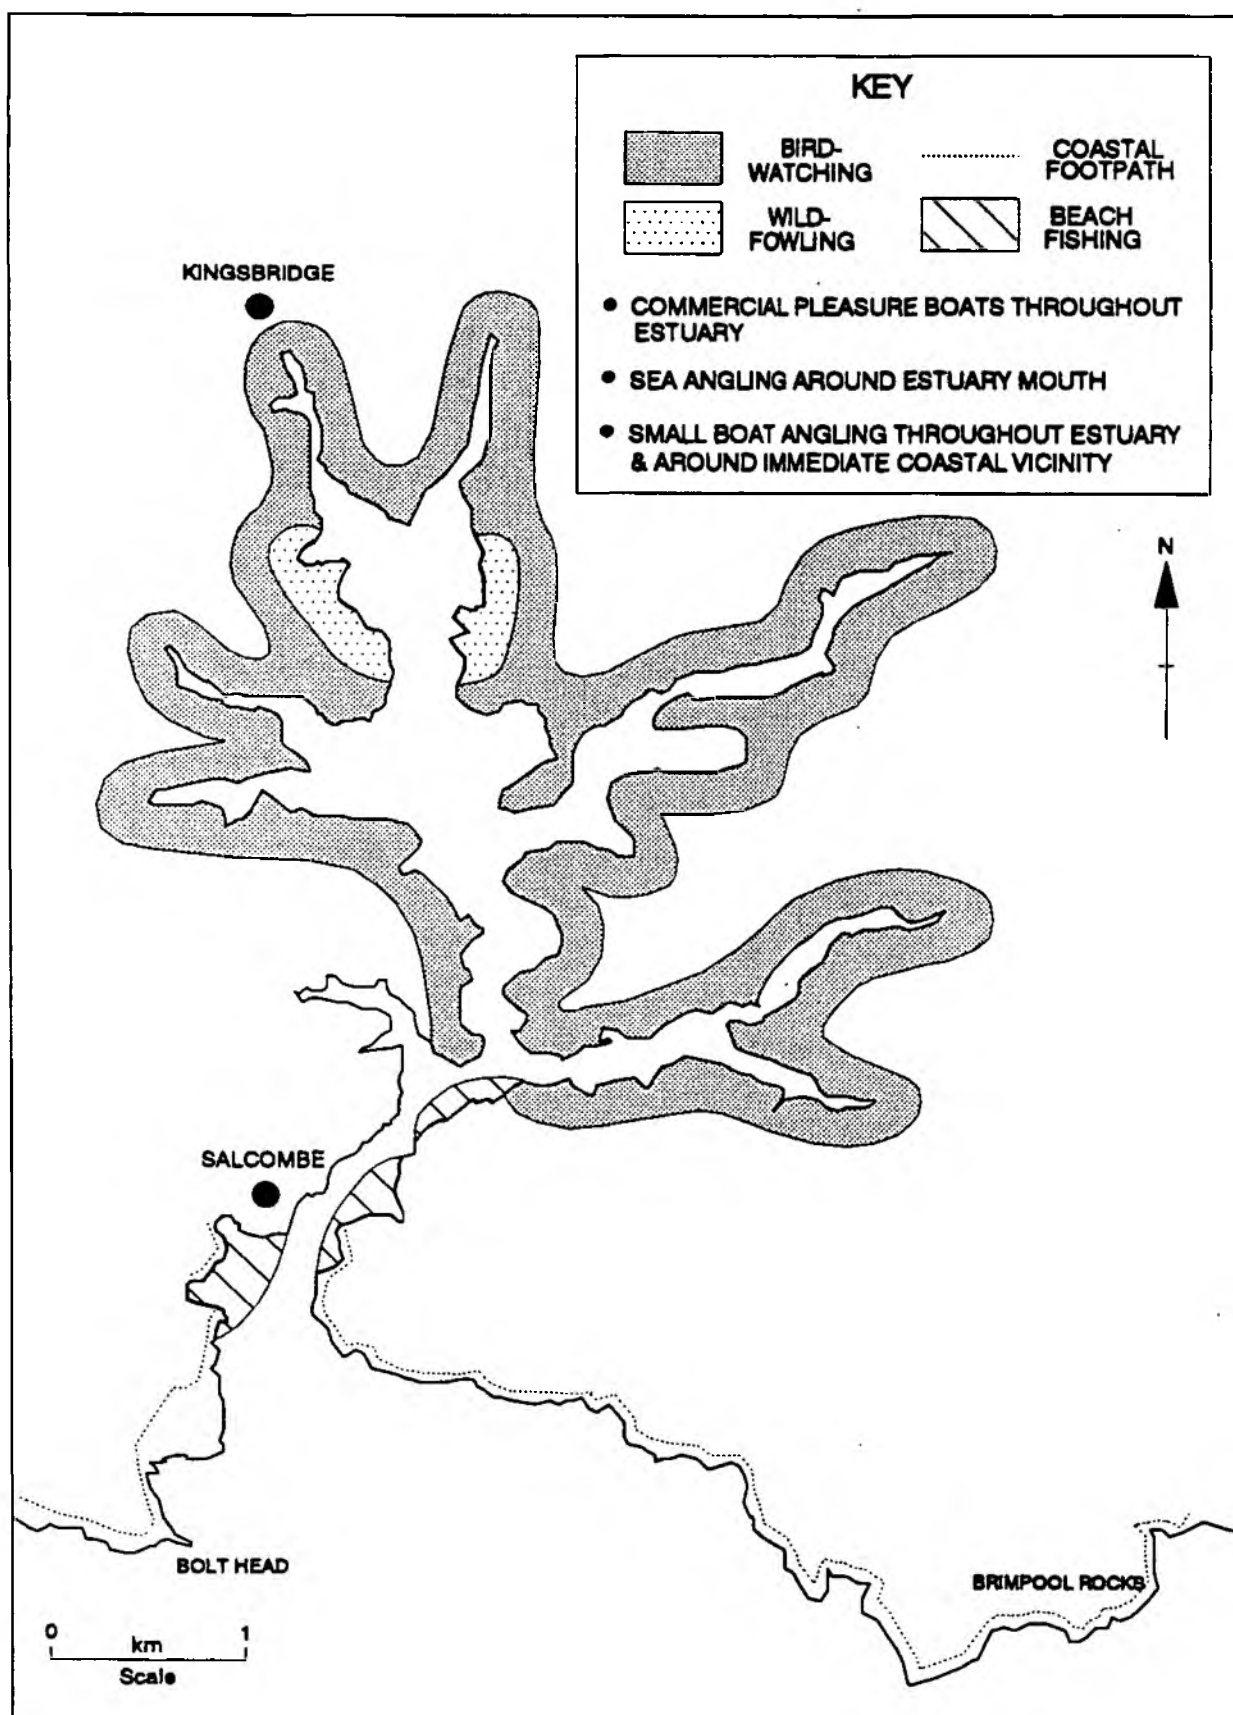 KEY
BIRD-
WATCHING
COASTAL
FOOTPATH
WILD-
FOWLING
BEACH
FISHING
• COMMERCIAL PLEASURE BOATS THROUGHOUT
ESTUARY
• SEA ANGLING AROUND ESTUARY MOUTH
• SMALL BOAT ANGLING THROUGHOUT ESTUARY
& AROUND IMMEDIATE COASTAL VICINITY
KINGSBRIDGE
N
SALCOMBE
BOLT HEAD
BRIMPOOL ROCKS
0 km 1
Scale